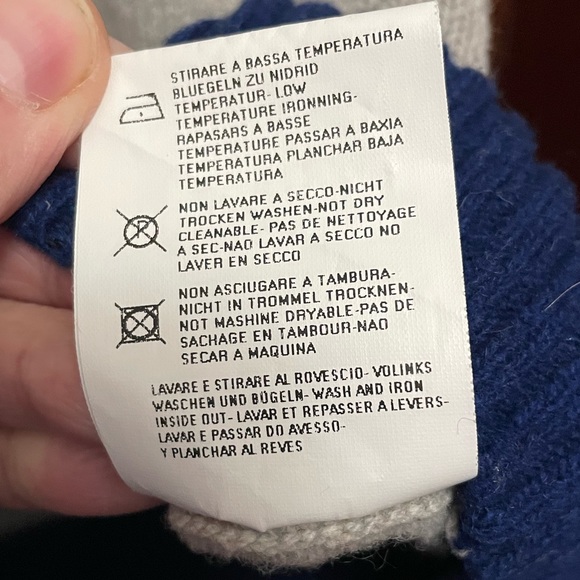 STIRARE A BASSA TEMPERATURA
BLUEGELN ZU NIDRID
TEMPERATUR- LOW
TEMPERATURE IRONNING-
RAPASARS A BASSE
TEMPERATURE PASSAR A BAXIA
TEMPERATURA PLANCHAR BAJA
TEMPERATURA
P
NON LAVARE A SECCO-NICHT
TROCKEN WASHEN-NOT DRY
CLEANABLE- PAS DE NETTOYAGE
A SEC-NAO LAVAR A SECCO NO
LAVER EN SECCO
NON ASCIUGARE A TAMBURA-
NICHT IN TROMMEL TROCKNEN-
NOT MASHINE DRYABLE-PAS DE
SACHAGE EN TAMBOUR-NAO
SECAR A MAQUINA
LAVARE E STIRARE AL ROVESCIO- VOLINKS
WASCHEN UND BÜGELN- WASH AND IRON
INSIDE OUT- LAVAR ET REPASSER A LEVERS-
LAVAR E PASSAR DO AVESSO-
Y PLANCHAR AL REVES